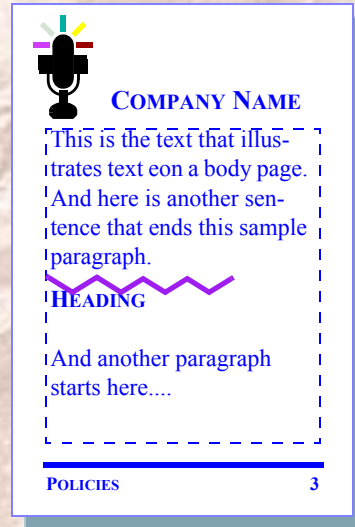 COMPANY NAME
This is the text that illus-
trates text eon a body page.
And here is another sen-
tence that ends this sample
paragraph.
HEADING
And another paragraph
starts here....
POLICIES 3